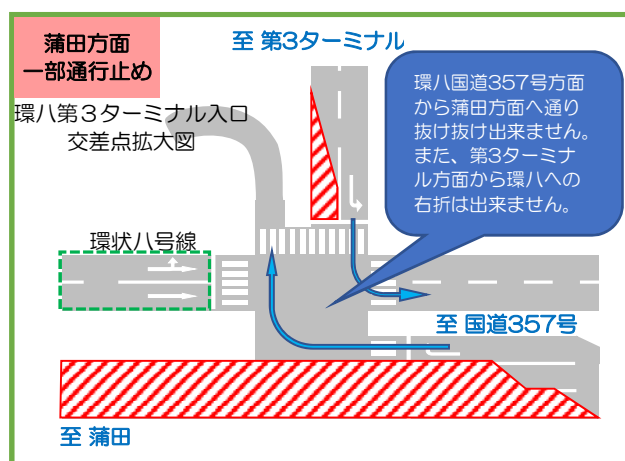 蒲田方面
一部通行止め
至 第3ターミナル
環八第3ターミナル入口
交差点拡大図
環八国道357号方面
から蒲田方面へ通り
抜け抜け出来ません。
また、第3ターミナ
ル方面から環八への
右折は出来ません。
環状八号線
至 国道357号
至 蒲田